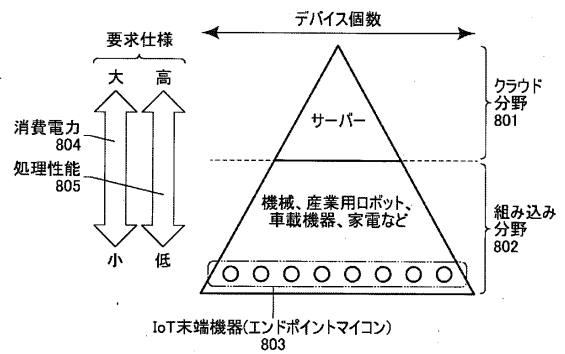 デバイス個数
要求仕様
大 高
消費電力
804
処理性能
805
小 低
サーバー
機械、産業用ロボット、
車載機器、家電など
クラウド
分野
801
組み込み
分野
802
IoT末端機器(エンドポイントマイコン)
803